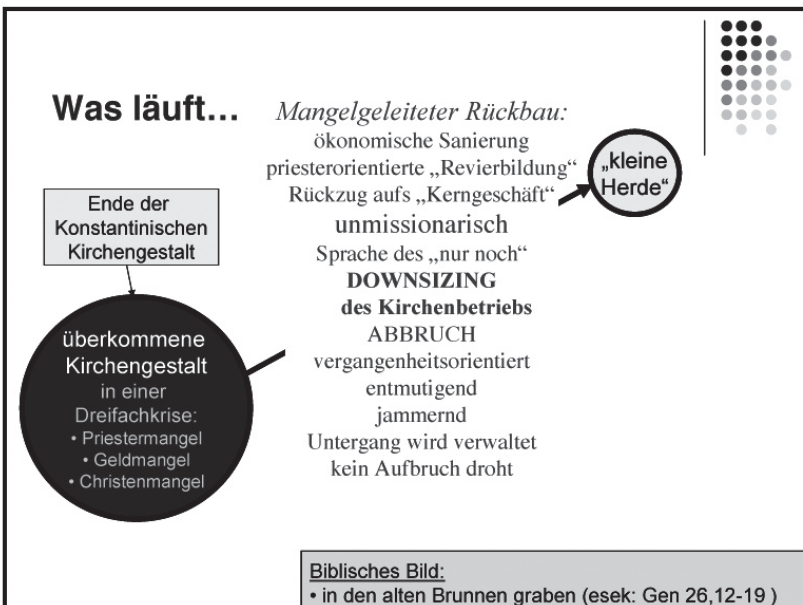 Was läuft...
Mangelgeleiteter Rückbau:
ökonomische Sanierung
priesterorientierte „Revierbildung“
Rückzug aufs „Kerngeschäft“
unmissionarisch
Sprache des „nur noch“
DOWNSIZING
des Kirchenbetriebs
ABBRUCH
vergangenheitsorientiert
entmutigend
jammernd
Untergang wird verwaltet
kein Aufbruch droht
„kleine
Herde“
Ende der
Konstantinischen
Kirchengestalt
überkommene
Kirchengestalt
in einer
Dreifachkrise:
• Priestermangel
• Geldmangel
• Christenmangel
Biblisches Bild:
• in den alten Brunnen graben (esek: Gen 26,12-19 )